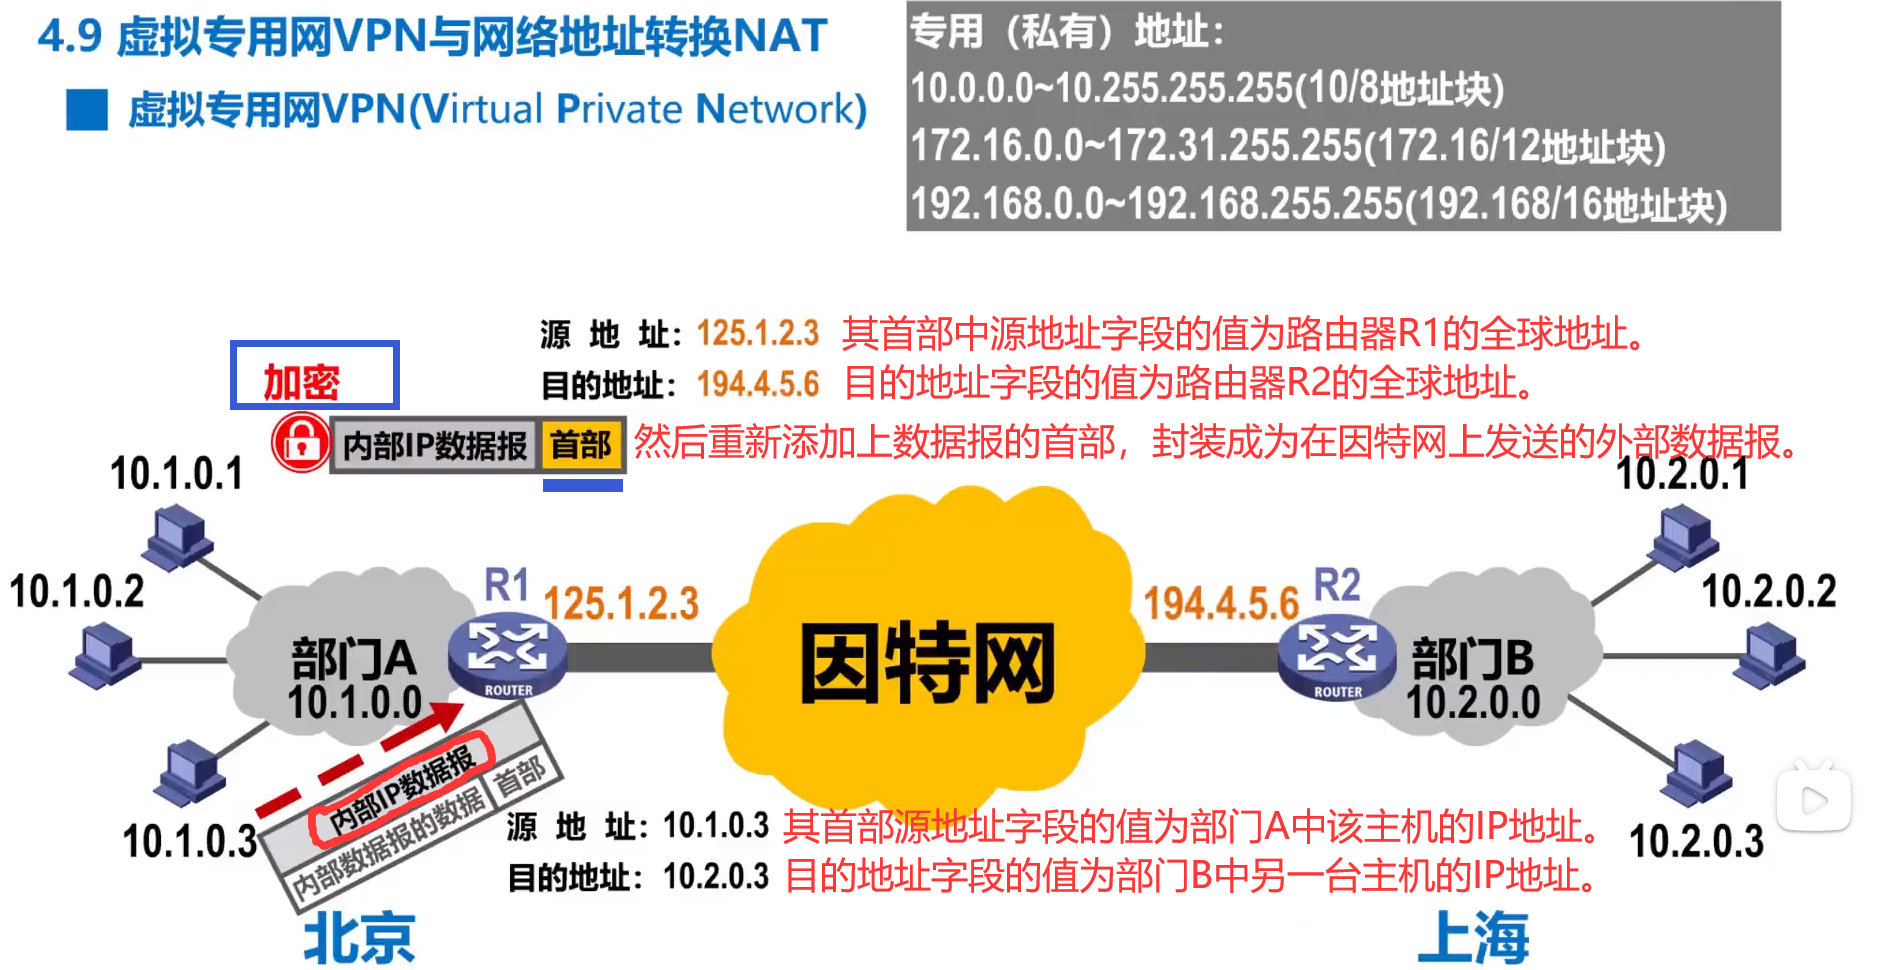 4.9 虚拟专用网VPN与网络地址转换NAT
虚拟专用网VPN(Virtual Private Network)
专用（私有）地址：
10.0.0.0~10.255.255.255(10/8地址块)
172.16.0.0~172.31.255.255(172.16/12地址块)
192.168.0.0~192.168.255.255(192.168/16地址块)
源 地 址：125.1.2.3 其首部中源地址字段的值为路由器R1的全球地址。
目的地址：194.4.5.6 目的地址字段的值为路由器R2的全球地址。
加密
内部IP数据报 首部 然后重新添加上数据报的首部，封装成为在因特网上发送的外部数据报。
10.1.0.1
10.2.0.1
10.1.0.2
R1
125.1.2.3
194.4.5.6
R2
10.2.0.2
部门A
10.1.0.0
ROUTER
因特网
ROUTER
部门B
10.2.0.0
内部IP数据报
内部数据报的数据 首部
10.1.0.3
源 地 址：10.1.0.3 其首部源地址字段的值为部门A中该主机的IP地址。
目的地址：10.2.0.3 目的地址字段的值为部门B中另一台主机的IP地址。
10.2.0.3
北京
上海